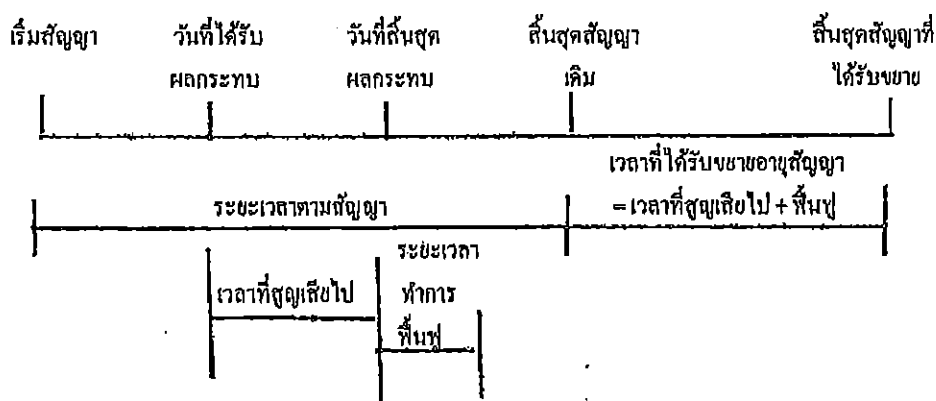 เริ่มสัญญา
วันที่ได้รับ
ผลกระทบ
วันที่สิ้นสุด
ผลกระทบ
สิ้นสุดสัญญา
เดิม
สิ้นสุดสัญญาที่
ได้รับขยาย
ระยะเวลาตามสัญญา
เวลาที่ได้รับขยายอายุสัญญา
=เวลาที่สูญเสียไป + ฟื้นฟู
เวลาที่สูญเสียไป
ระยะเวลา
ทำการ
ฟื้นฟู